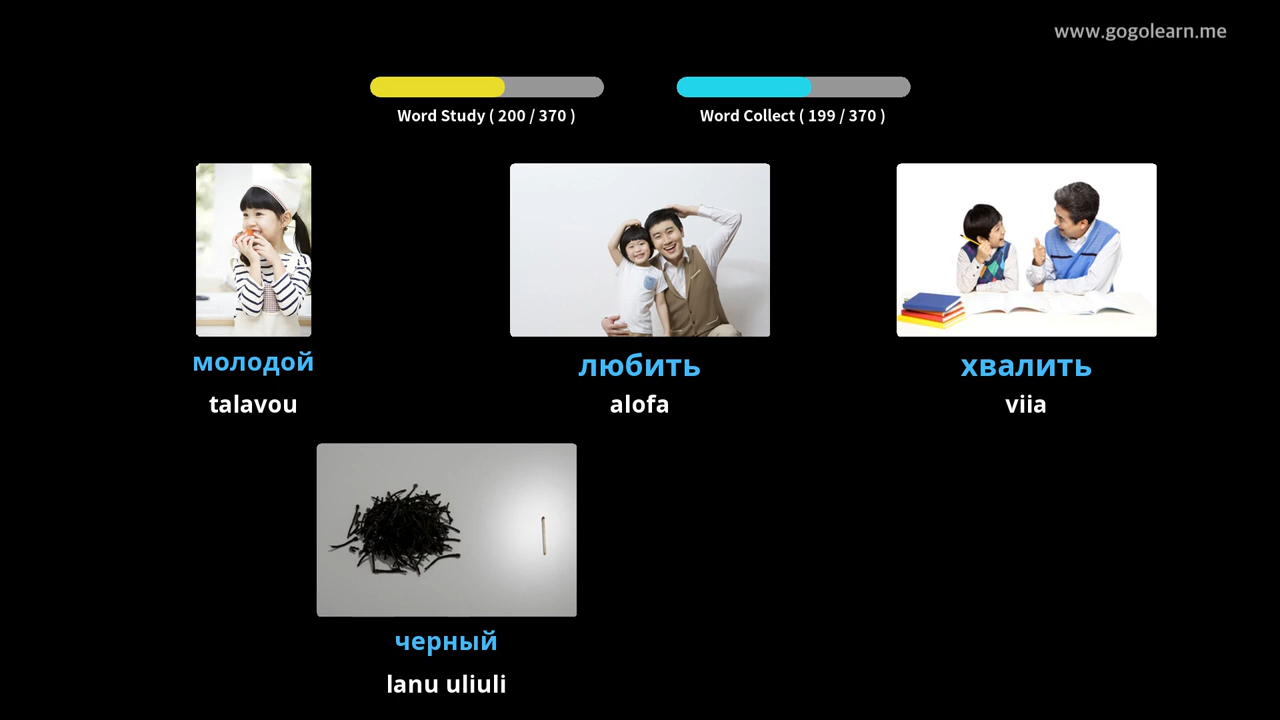 www.gogolearn.me
Word Study ( 200 / 370 )
Word Collect ( 199 / 370 )
молодой
talavou
любить
alofa
хвалить
viia
черный
lanu uliuli